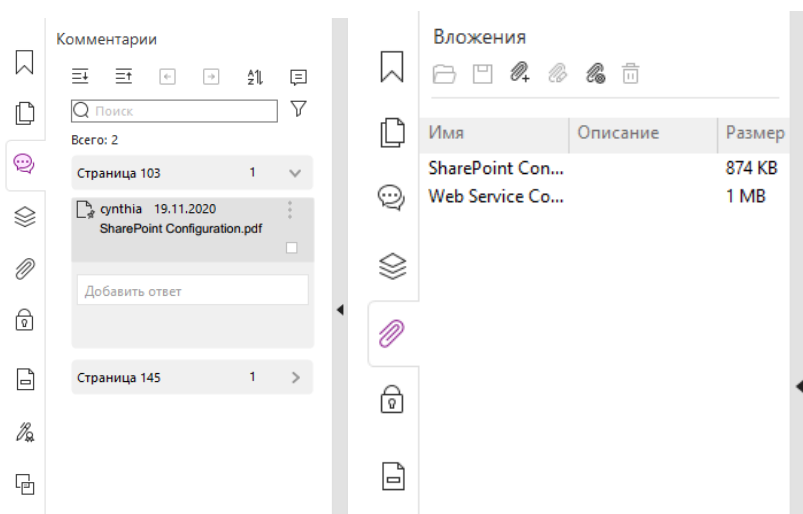 Комментарии
Поиск
Всего: 2
Страница 103 1
cynthia 19.11.2020
SharePoint Configuration.pdf
Добавить ответ
Страница 145 1
Вложения
Имя Описание Размер
SharePoint Con... 874 KB
Web Service Co... 1 MB